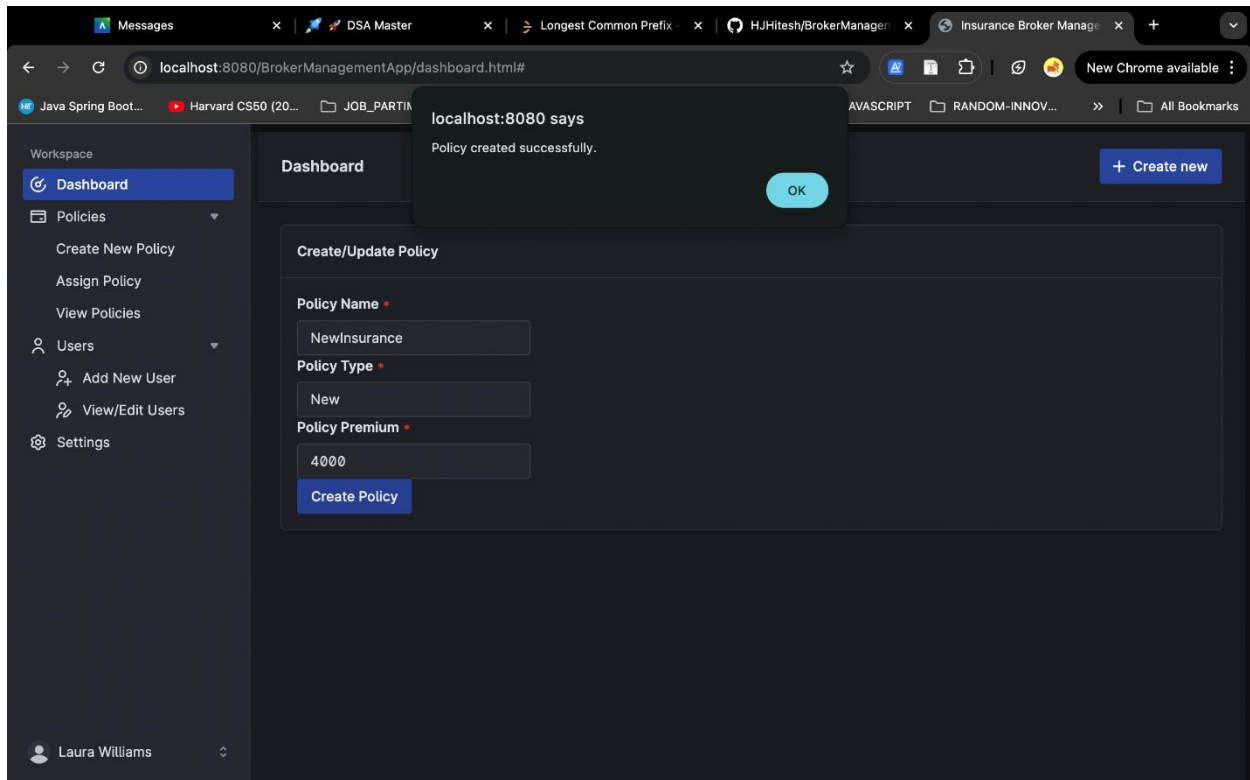 Messages
DSA Master
Longest Common Prefix -
HJHitesh/BrokerManagem
Insurance Broker Manage
localhost:8080/BrokerManagementApp/dashboard.html#
New Chrome available
Java Spring Boot...
Harvard CS50 (20...
JOB_PARTIM
AVASCRIPT
RANDOM-INNOV...
All Bookmarks
localhost:8080 says
Policy created successfully.
OK
Workspace
Dashboard
Policies
Create New Policy
Assign Policy
View Policies
Users
Add New User
View/Edit Users
Settings
Laura Williams
Dashboard
+ Create new
Create/Update Policy
Policy Name *
NewInsurance
Policy Type *
New
Policy Premium *
4000
Create Policy